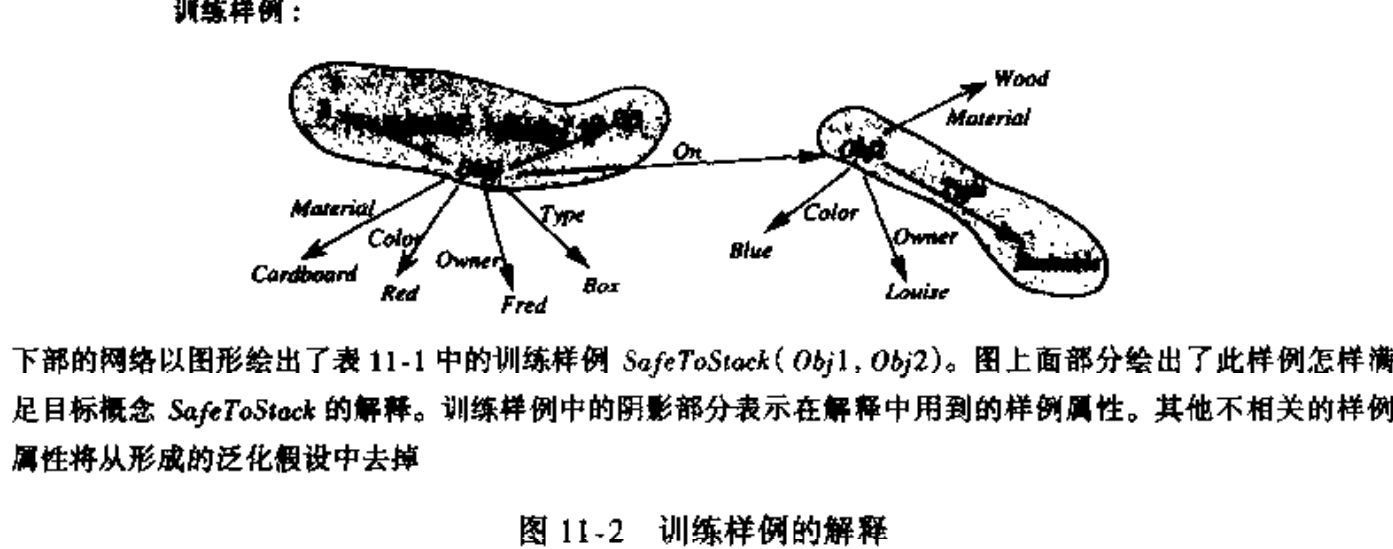 训练样例：
Wood
Material
On
Obj2
Material
Type
Color
Color
Owner
Owner
Blue
Cardboard
Red
Box
Louise
Fred
下部的网络以图形绘出了表 11-1 中的训练样例 SafeToStack( Obj1, Obj2)。图上面部分绘出了此样例怎样满
足目标概念 SafeToStack 的解释。训练样例中的阴影部分表示在解释中用到的样例属性。其他不相关的样例
属性将从形成的泛化假设中去掉
图 11-2 训练样例的解释